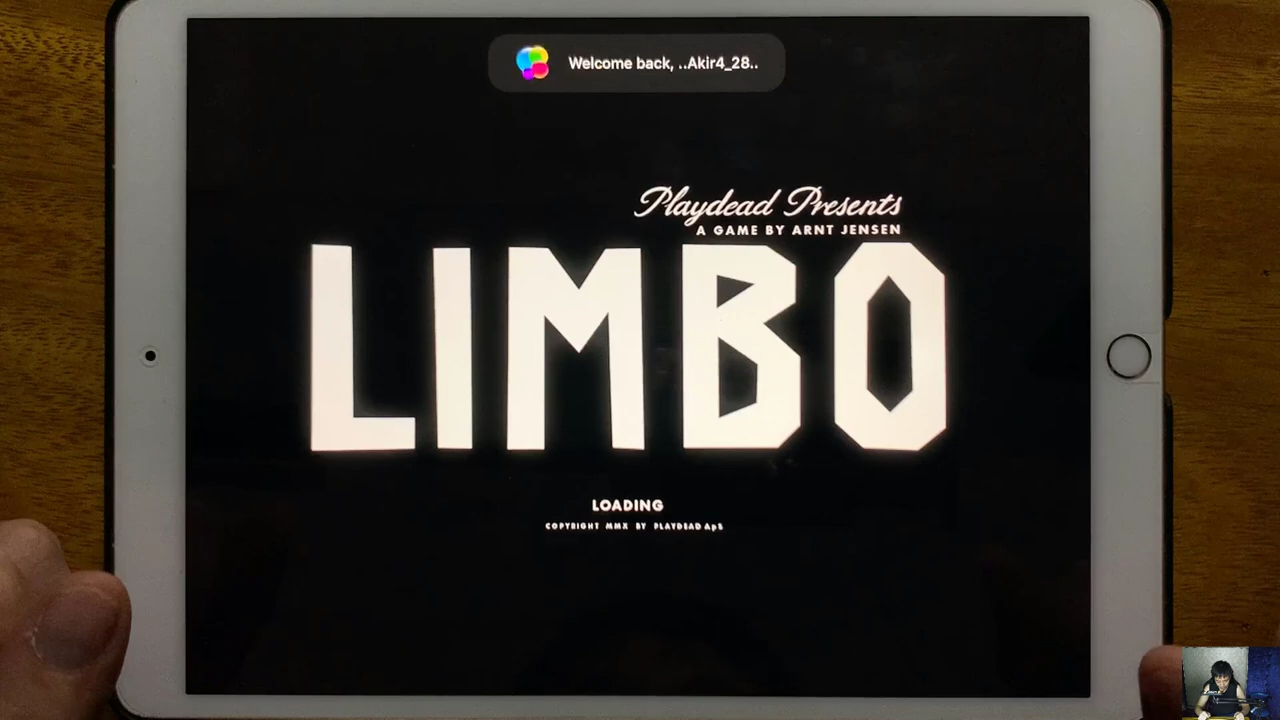 Welcome back, ..Akir4_28..
Playdead Presents
A GAME BY ARNT JENSEN
LIMBO
LOADING
COPYRIGHT MMX BY PLAYDEAD ApS